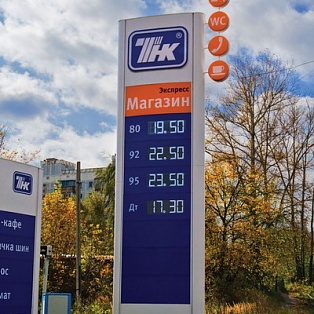 WC
ТНК
Экспресс
Магазин
80 19.50
92 22.50
95 23.50
Дт 17.30
ТНК
-кафе
чка шин
ос
мат